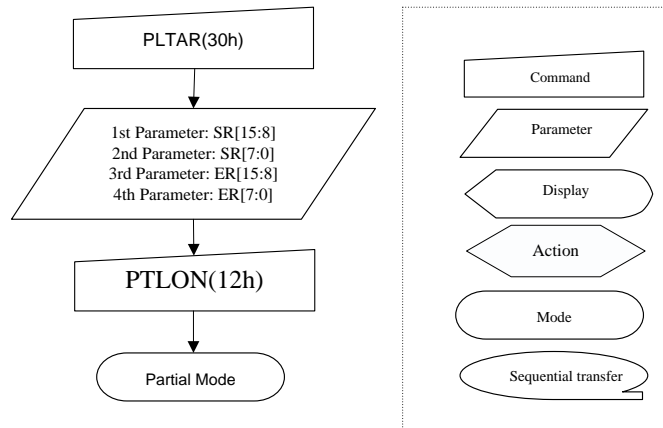 PLTAR(30h)
1st Parameter: SR[15:8]
2nd Parameter: SR[7:0]
3rd Parameter: ER[15:8]
4th Parameter: ER[7:0]
PTLON(12h)
Partial Mode
Command
Parameter
Display
Action
Mode
Sequential transfer